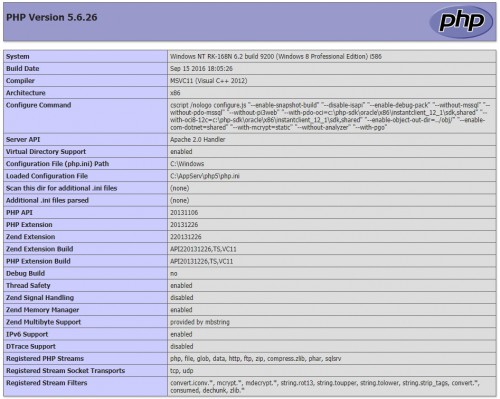 PHP Version 5.6.26
php
System Windows NT RK-168N 6.2 build 9200 (Windows 8 Professional Edition) i586
Build Date Sep 15 2016 18:05:26
Compiler MSVC11 (Visual C++ 2012)
Architecture x86
Configure Command cscript /nologo configure.js "--enable-snapshot-build" "--disable-isapi" "--enable-debug-pack" "--without-mssql" "--without-pdo-mssql" "--without-pi3web" "--with-pdo-oci=c:\php-sdk\oracle\x86\instantclient_12_1\sdk,shared" "--with-oci8-12c=c:\php-sdk\oracle\x86\instantclient_12_1\sdk,shared" "--enable-object-out-dir=../obj/" "--enable-com-dotnet=shared" "--with-mcrypt=static" "--without-analyzer" "--with-pgo"
Server API Apache 2.0 Handler
Virtual Directory Support enabled
Configuration File (php.ini) Path C:\Windows
Loaded Configuration File C:\AppServ\php5\php.ini
Scan this dir for additional .ini files (none)
Additional .ini files parsed (none)
PHP API 20131106
PHP Extension 20131226
Zend Extension 220131226
Zend Extension Build API220131226,TS,VC11
PHP Extension Build API20131226,TS,VC11
Debug Build no
Thread Safety enabled
Zend Signal Handling disabled
Zend Memory Manager enabled
Zend Multibyte Support provided by mbstring
IPv6 Support enabled
DTrace Support disabled
Registered PHP Streams php, file, glob, data, http, ftp, zip, compress.zlib, phar, sqlsrv
Registered Stream Socket Transports tcp, udp
Registered Stream Filters convert.iconv.*, mcrypt.*, mdecrypt.*, string.rot13, string.toupper, string.tolower, string.strip_tags, convert.*, consumed, dechunk, zlib.*